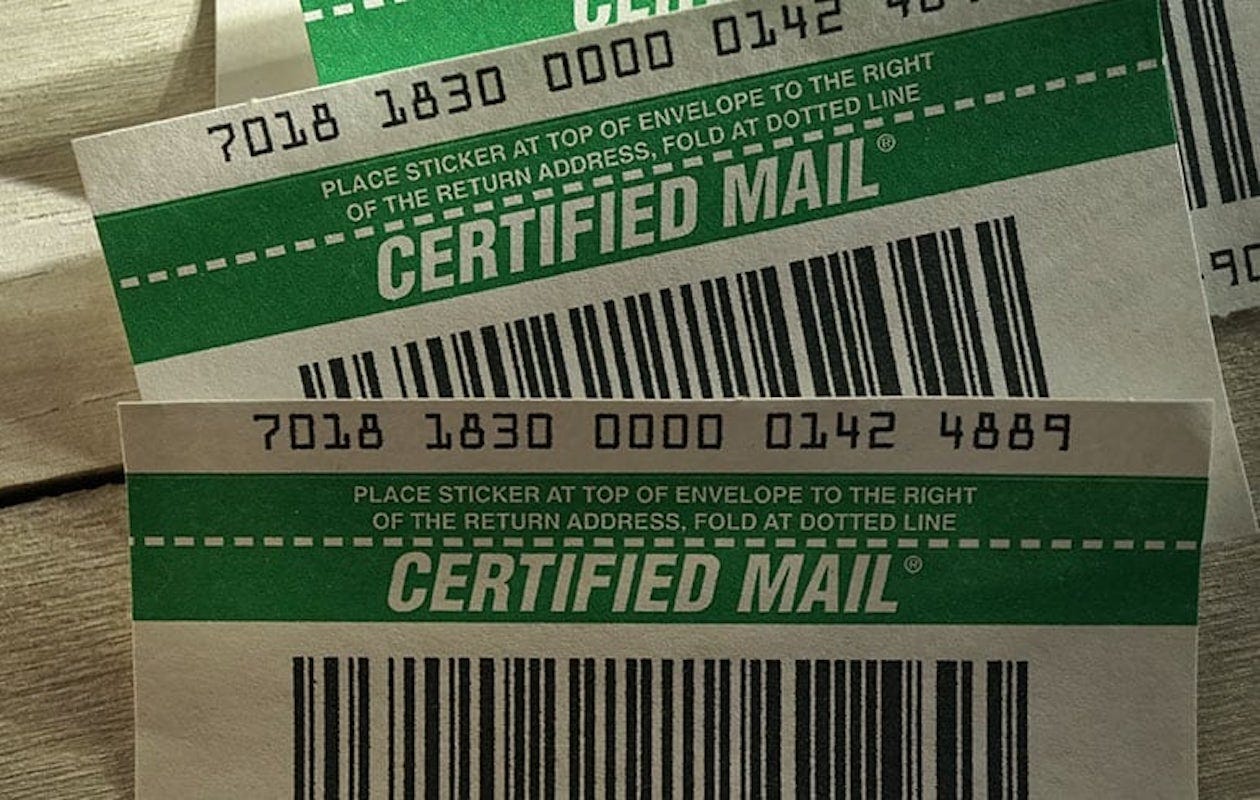 7018 1830 0000 0142
PLACE STICKER AT TOP OF ENVELOPE TO THE RIGHT
OF THE RETURN ADDRESS, FOLD AT DOTTED LINE
CERTIFIED MAIL®
7018 1830 0000 0142 4889
PLACE STICKER AT TOP OF ENVELOPE TO THE RIGHT
OF THE RETURN ADDRESS, FOLD AT DOTTED LINE
CERTIFIED MAIL®